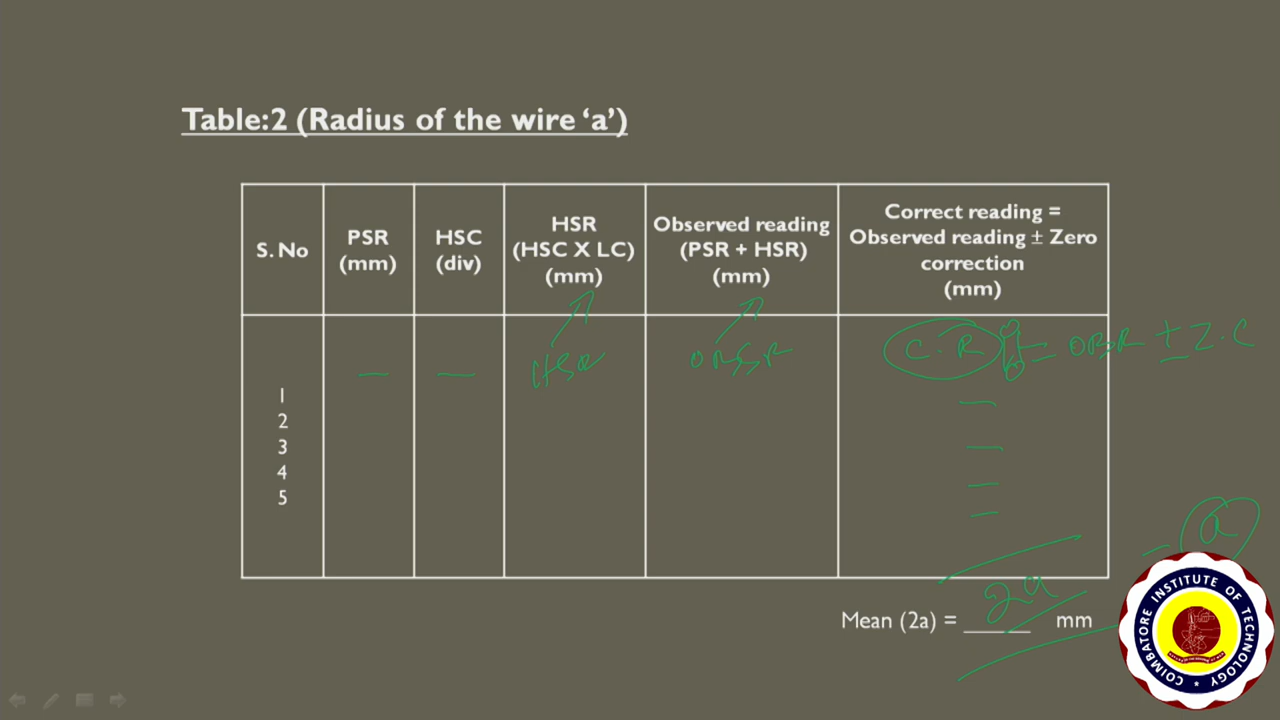 Table:2 (Radius of the wire ‘a’)
S. No
PSR
(mm)
HSC
(div)
HSR
(HSC X LC)
(mm)
Observed reading
(PSR + HSR)
(mm)
Correct reading =
Observed reading ± Zero
correction
(mm)
HSR
C.R = OBSR ± Z.C
1
2
3
4
5
a
2a
Mean (2a) = ______ mm
COIMBATORE INSTITUTE OF TECHNOLOGY